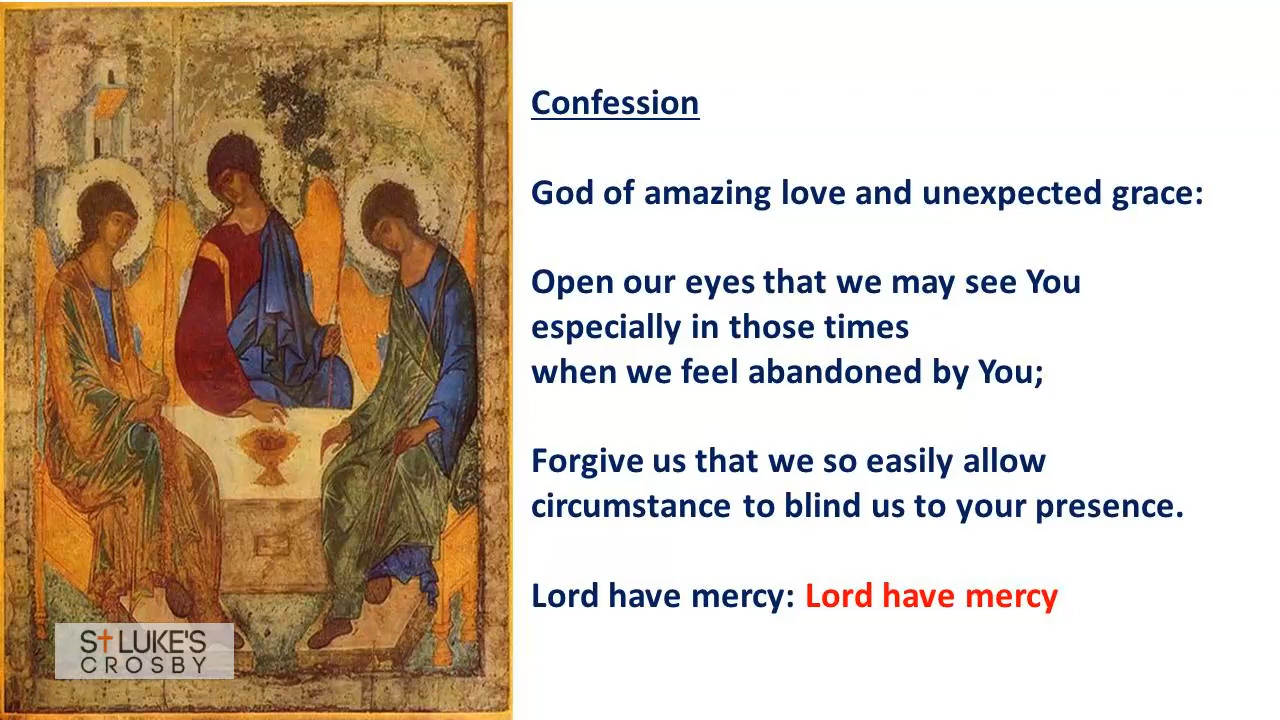 Confession
God of amazing love and unexpected grace:
Open our eyes that we may see You
especially in those times
when we feel abandoned by You;
Forgive us that we so easily allow
circumstance to blind us to your presence.
Lord have mercy: Lord have mercy
ST LUKE'S
CROSBY